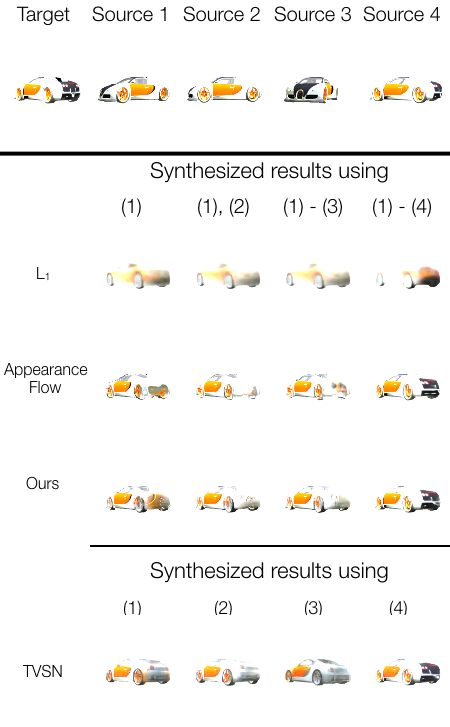 Target Source 1 Source 2 Source 3 Source 4
Synthesized results using
(1) (1), (2) (1) - (3) (1) - (4)
L₁
Appearance
Flow
Ours
Synthesized results using
(1) (2) (3) (4)
TVSN